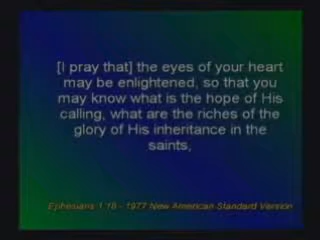 [I pray that] the eyes of your heart
may be enlightened, so that you
may know what is the hope of His
calling, what are the riches of the
glory of His inheritance in the
saints,
Ephesians 1:18 - 1977 New American Standard Version